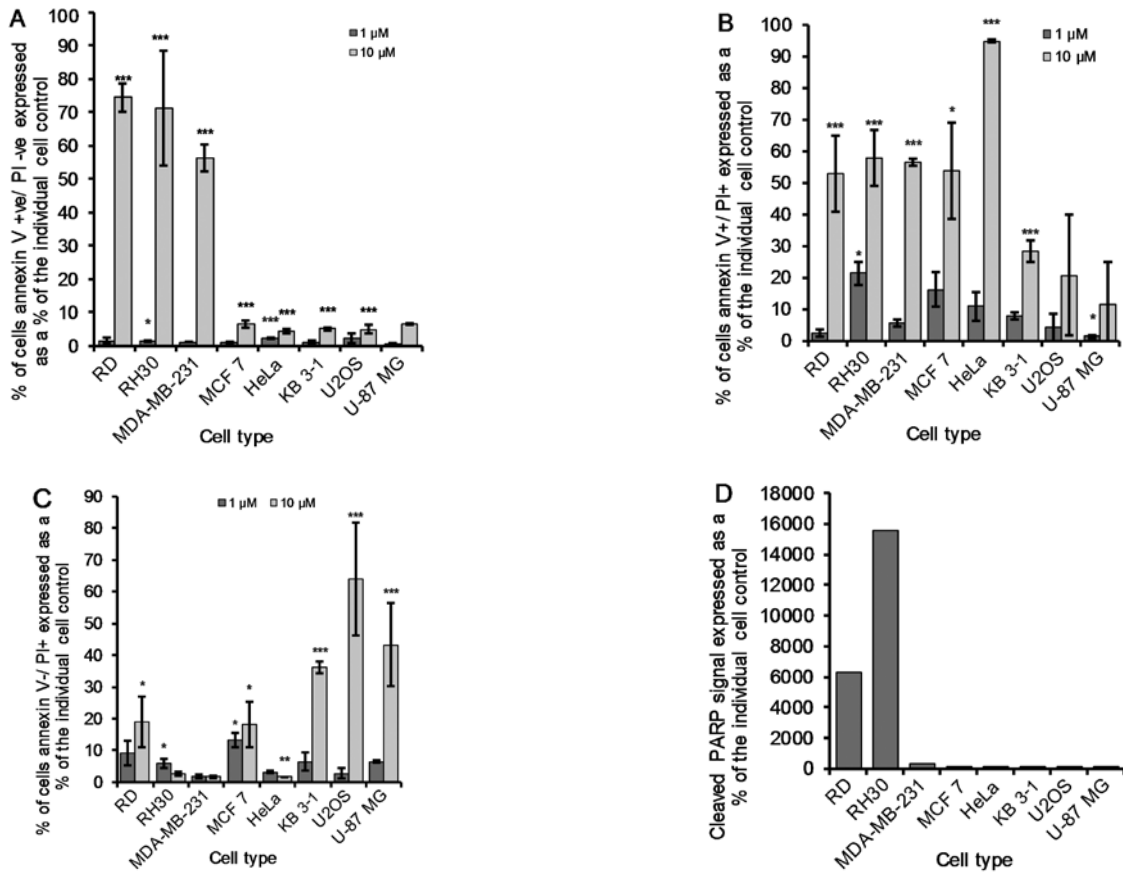 A
% of cells annexin V +ve/ PI -ve expressed
as a % of the individual cell control
100
90
80
70
60
50
40
30
20
10
0
1 µM
10 µM
***
***
***
*
***
***
***
***
***
RD
RH30
MDA-MB-231
MCF 7
HeLa
KB 3-1
U2OS
U-87 MG
Cell type
B
% of cells annexin V+/ PI+ expressed as a
% of the individual cell control
100
90
80
70
60
50
40
30
20
10
0
1 µM
10 µM
***
*
***
***
*
***
***
*
RD
RH30
MDA-MB-231
MCF 7
HeLa
KB 3-1
U2OS
U-87 MG
Cell type
C
% of cells annexin V-/ PI+ expressed as a
% of the individual cell control
90
80
70
60
50
40
30
20
10
0
1 µM
10 µM
*
*
*
*
**
***
***
***
RD
RH30
MDA-MB-231
MCF 7
HeLa
KB 3-1
U2OS
U-87 MG
Cell type
D
Cleaved PARP signal expressed as a
% of the individual cell control
18000
16000
14000
12000
10000
8000
6000
4000
2000
0
RD
RH30
MDA-MB-231
MCF 7
HeLa
KB 3-1
U2OS
U-87 MG
Cell type